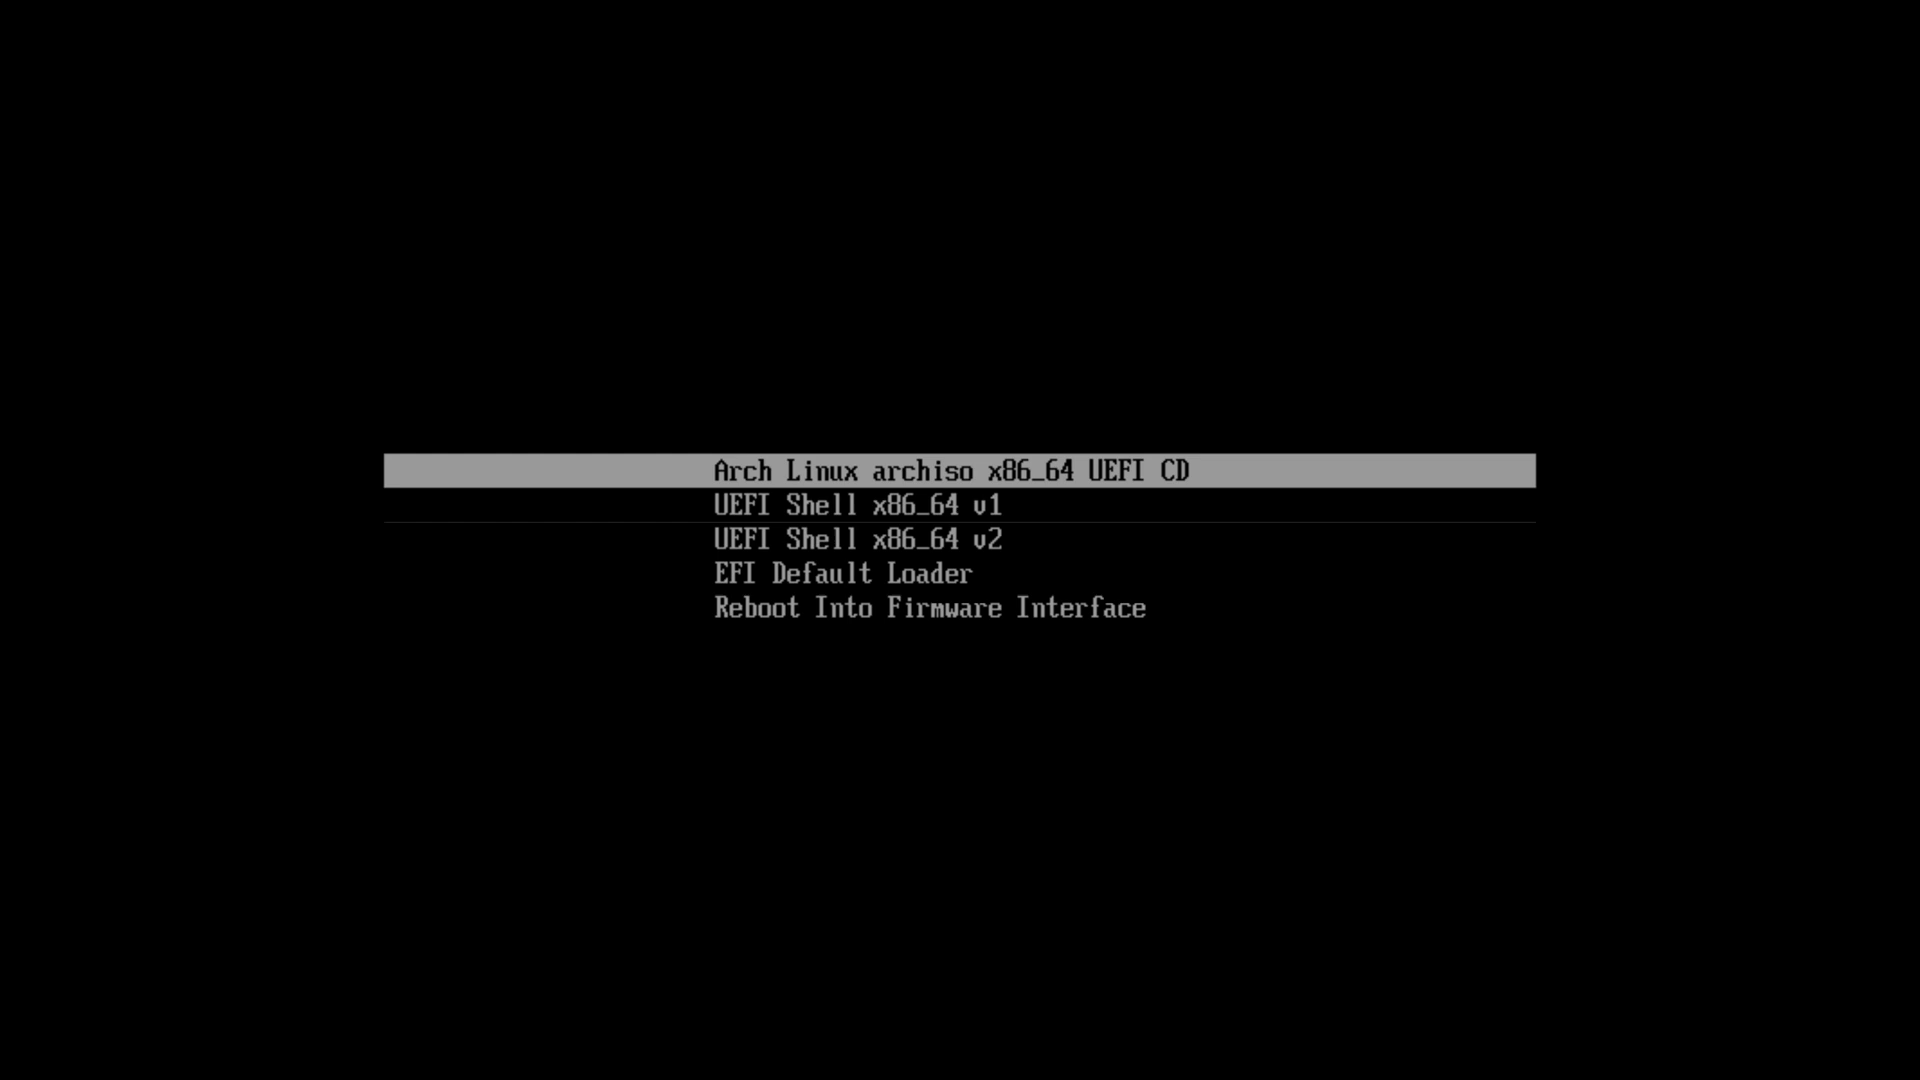 Arch Linux archiso x86_64 UEFI CD
UEFI Shell x86_64 v1
UEFI Shell x86_64 v2
EFI Default Loader
Reboot Into Firmware Interface